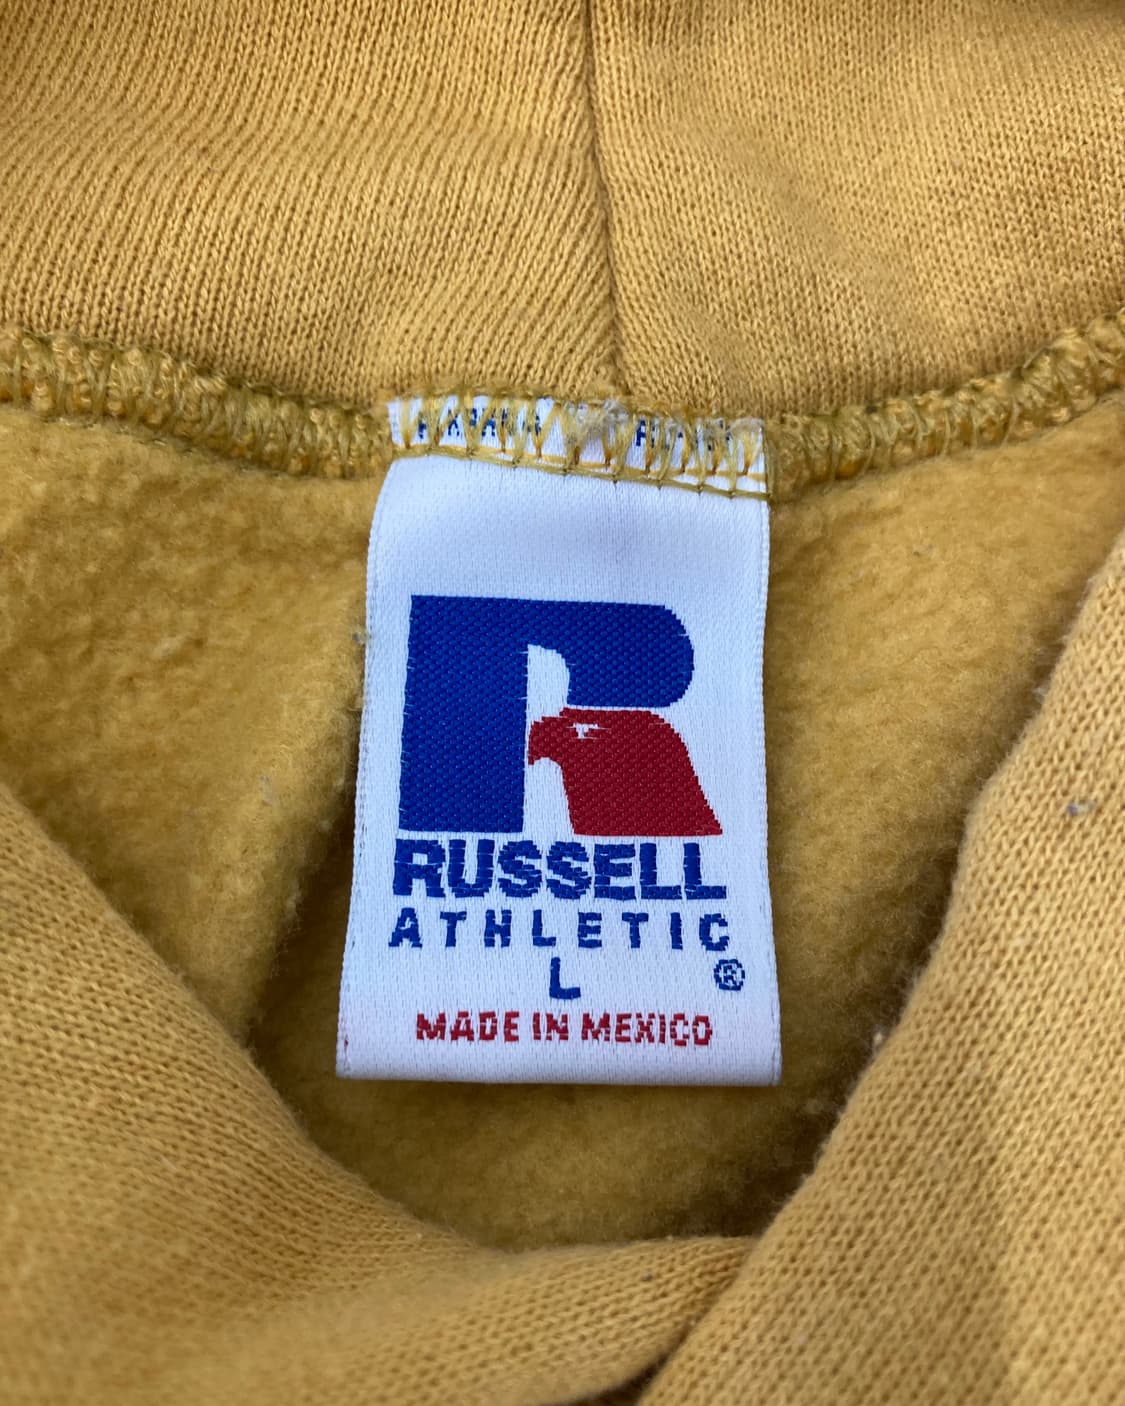 RUSSELL
ATHLETIC
L ®
MADE IN MEXICO